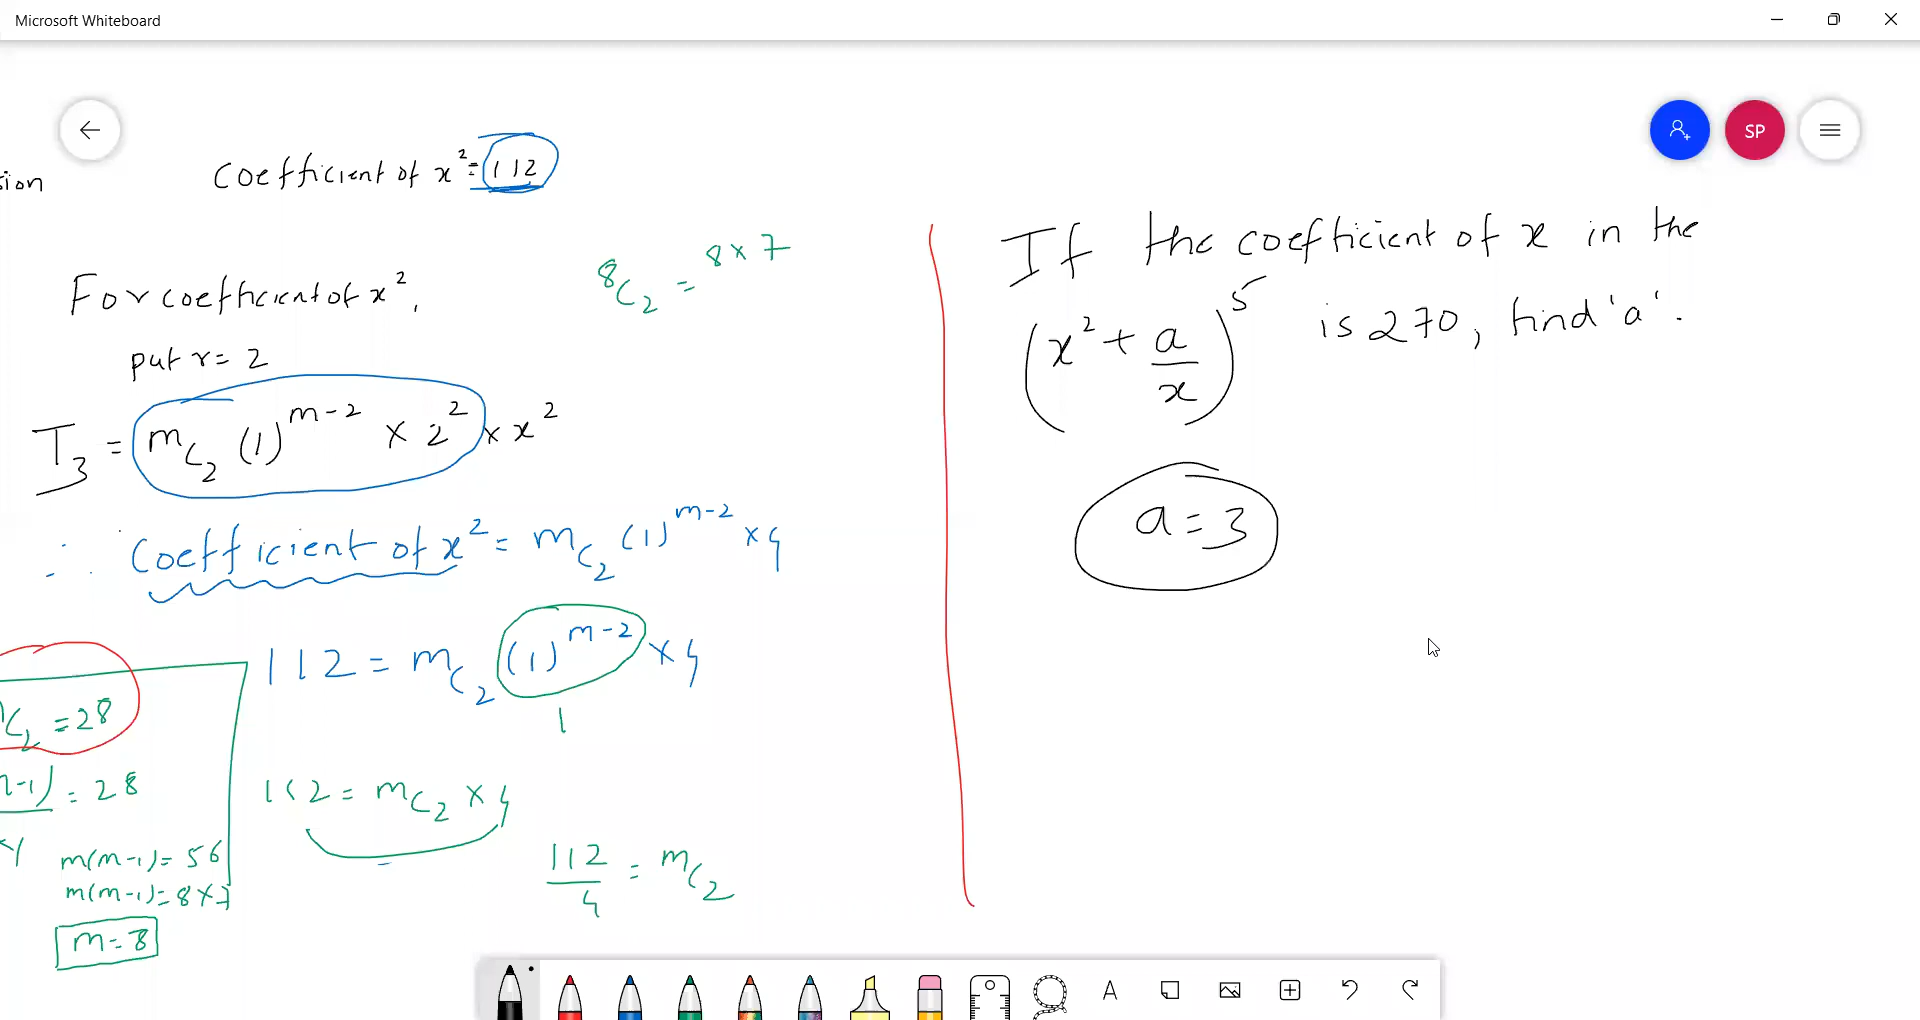 Microsoft Whiteboard
SP
sion
Coefficient of x² = 112
For coefficient of x²,
put r = 2
⁸C₂ = 8 × 7
T₃ = ᵐC₂ (1)ᵐ⁻² × 2² × x²
∴ Coefficient of x² = ᵐC₂ (1)ᵐ⁻² × 4
112 = ᵐC₂ (1)ᵐ⁻² × 4
1
112 = ᵐC₂ × 4
112/4 = ᵐC₂
C₂ = 28
-1) = 28
m(m-1) = 56
m(m-1) = 8 × 7
m = 8
If the coefficient of x in the
(x² + a/x)⁵ is 270, find 'a'.
a = 3
A